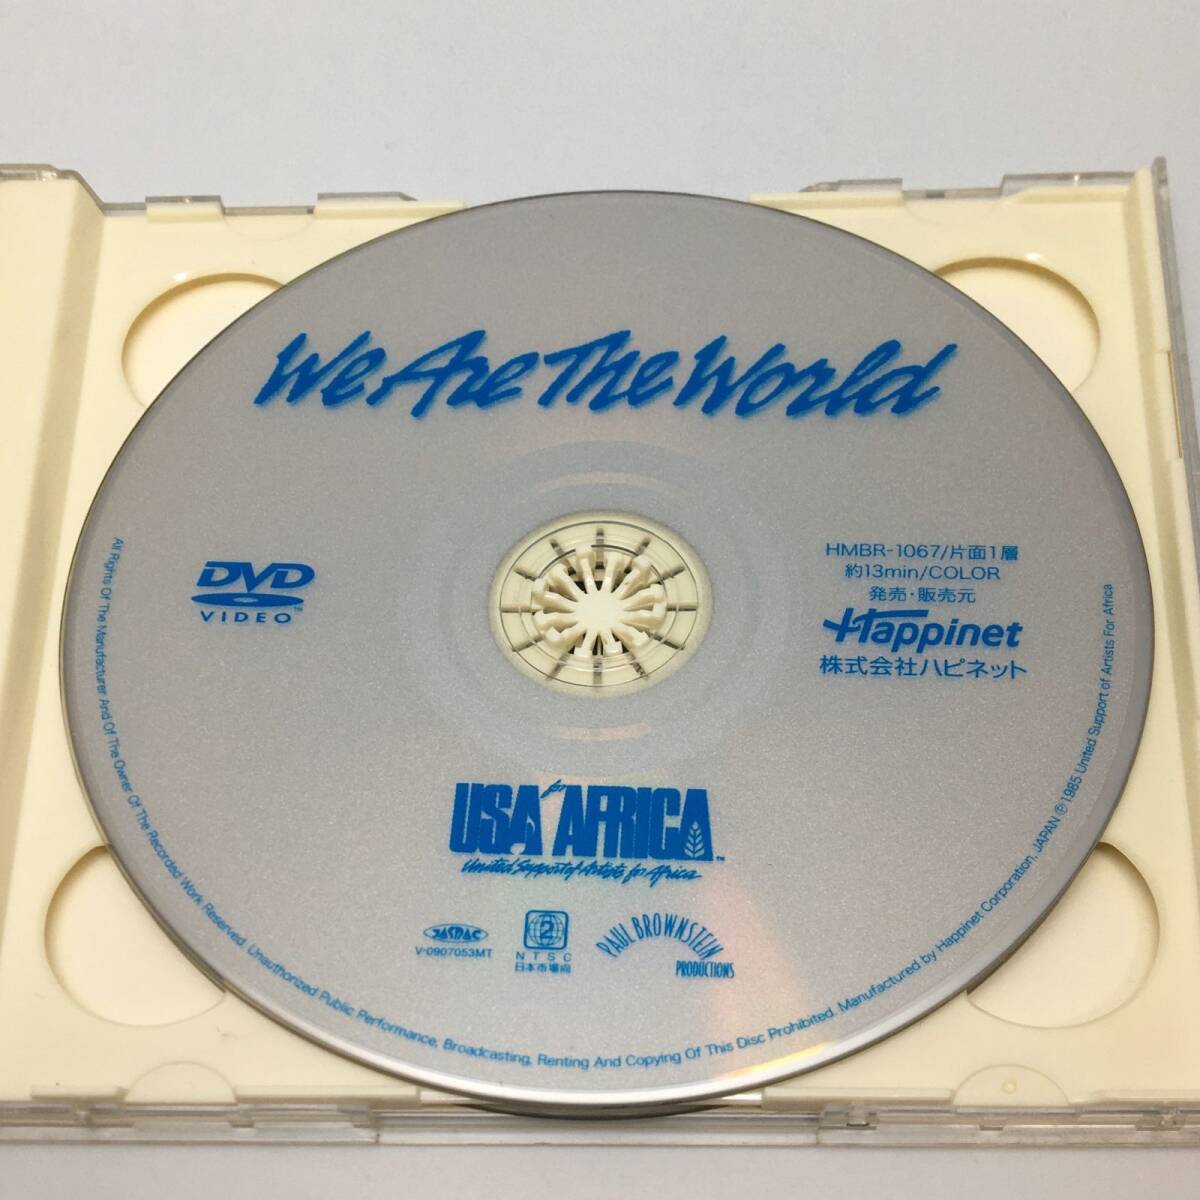 We Are The World
DVD
VIDEO
TM
HMBR-1067/片面1層
約13min/COLOR
発売・販売元
Happinet
株式会社ハピネット
USA for AFRICA TM
United Support of Artists for Africa
JASRAC
V-0907053MT
2
NTSC
日本市場向
PAUL BROWNSTEIN
PRODUCTIONS
All Rights Of The Manufacturer And Of The Owner Of The Recorded Work Reserved. Unauthorized Public Performance, Broadcasting, Renting And Copying Of This Disc Prohibited. Manufactured by Happinet Corporation, JAPAN ℗1985 United Support of Artists For Africa